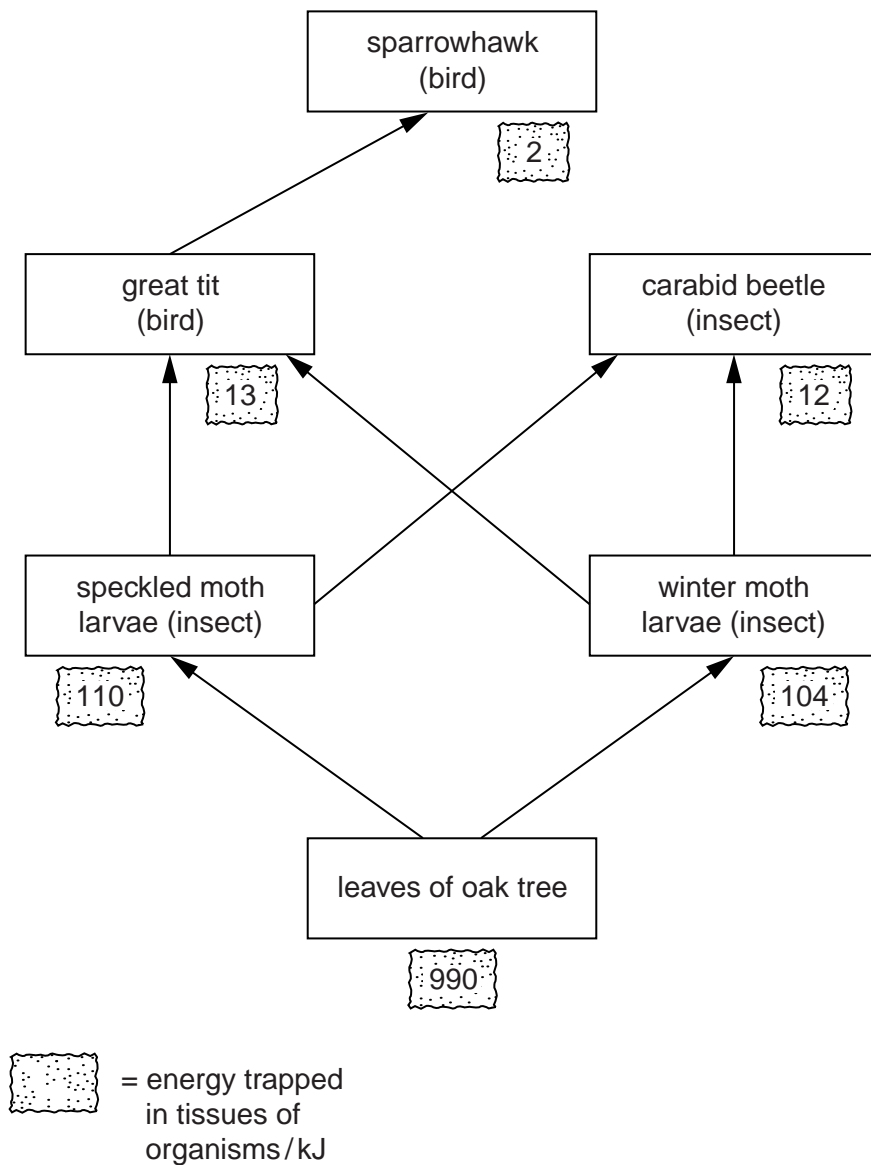 sparrowhawk
(bird)
2
great tit
(bird)
13
carabid beetle
(insect)
12
speckled moth
larvae (insect)
110
winter moth
larvae (insect)
104
leaves of oak tree
990
= energy trapped
in tissues of
organisms/kJ